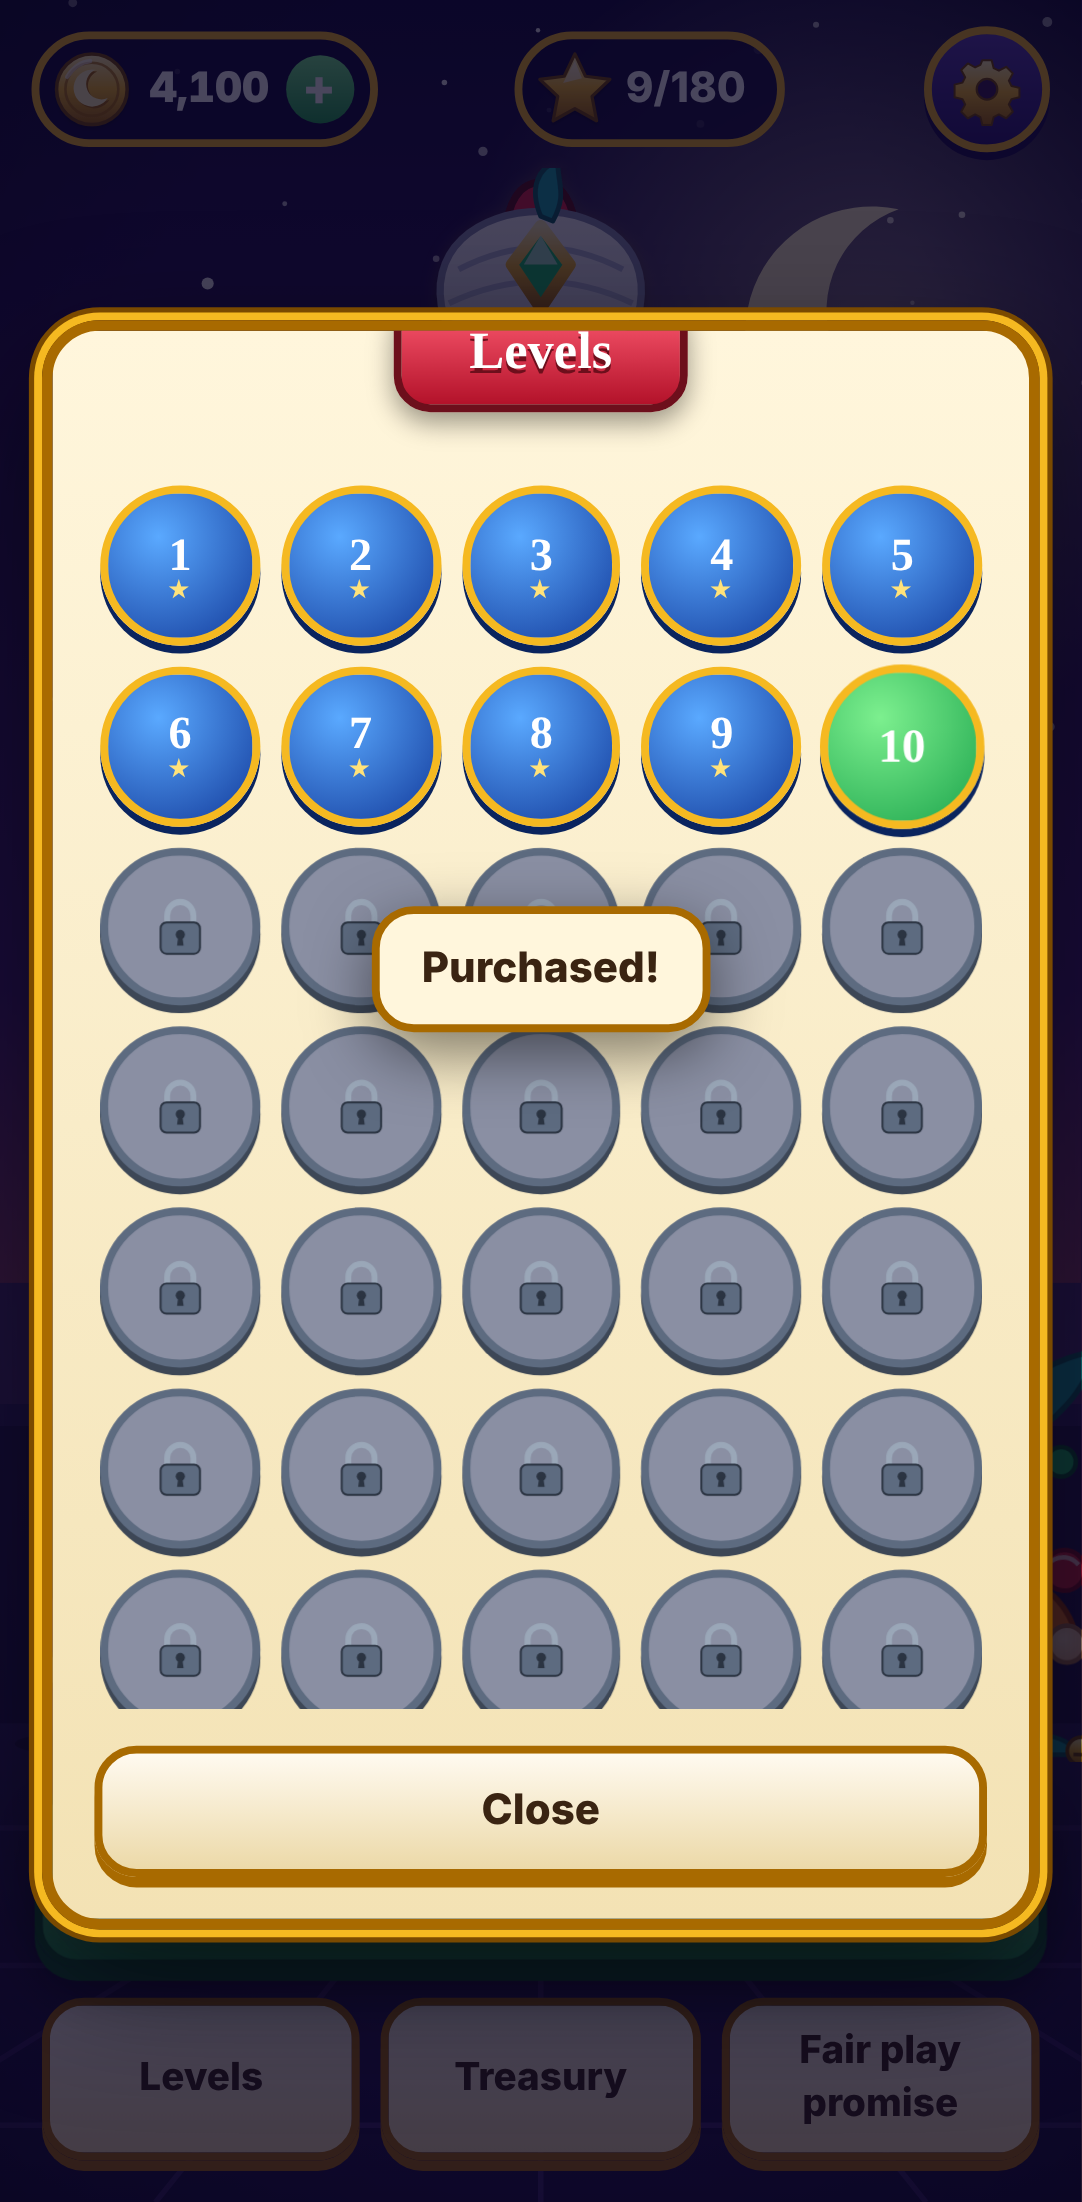 4,100 +
9/180
Levels
1 2 3 4 5
★ ★ ★ ★ ★
6 7 8 9 10
★ ★ ★ ★
Purchased!
Close
Levels
Treasury
Fair play
promise